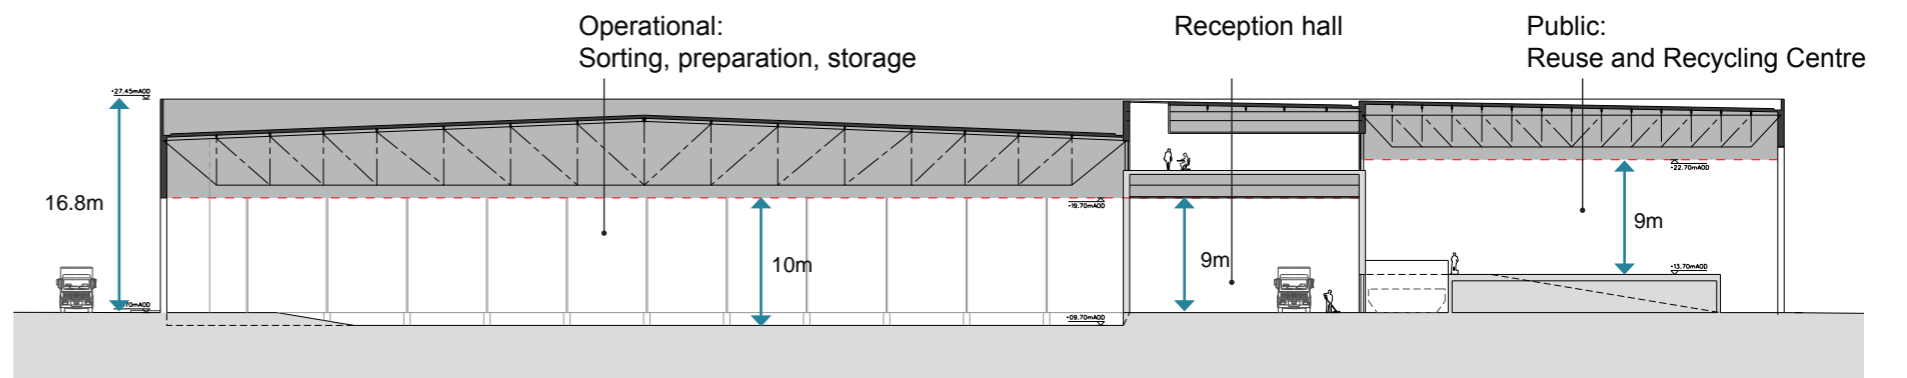 Operational:
Sorting, preparation, storage
Reception hall
Public:
Reuse and Recycling Centre
-27.45mAOD
-22.70mAOD
16.8m
-19.70mAOD
9m
10m
9m
-13.70mAOD
70mAOD
-09.70mAOD